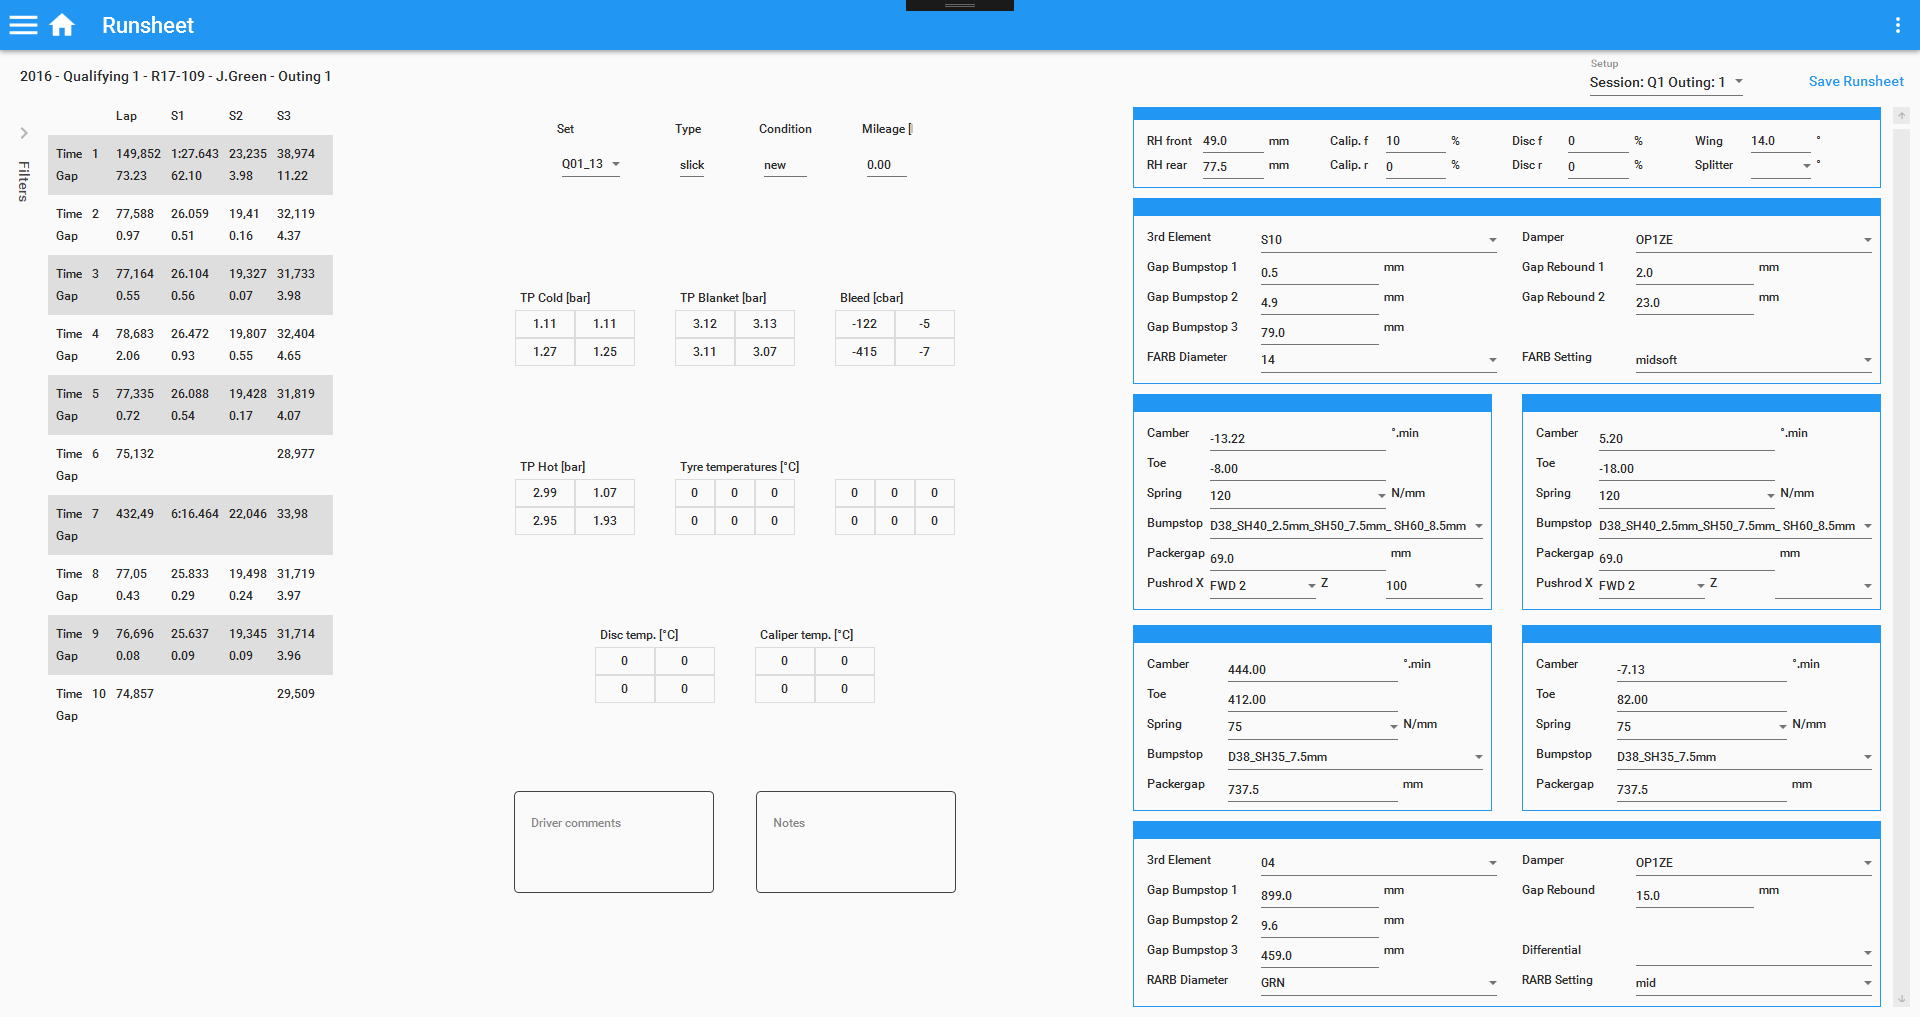 Runsheet
2016 - Qualifying 1 - R17-109 - J.Green - Outing 1
Setup
Session: Q1 Outing: 1
Save Runsheet
Filters
Lap S1 S2 S3
Time 1 149,852 1:27.643 23,235 38,974
Gap 73.23 62.10 3.98 11.22
Time 2 77,588 26.059 19,41 32,119
Gap 0.97 0.51 0.16 4.37
Time 3 77,164 26.104 19,327 31,733
Gap 0.55 0.56 0.07 3.98
Time 4 78,683 26.472 19,807 32,404
Gap 2.06 0.93 0.55 4.65
Time 5 77,335 26.088 19,428 31,819
Gap 0.72 0.54 0.17 4.07
Time 6 75,132 28,977
Gap
Time 7 432,49 6:16.464 22,046 33,98
Gap
Time 8 77,05 25.833 19,498 31,719
Gap 0.43 0.29 0.24 3.97
Time 9 76,696 25.637 19,345 31,714
Gap 0.08 0.09 0.09 3.96
Time 10 74,857 29,509
Gap
Set Type Condition Mileage [
Q01_13 slick new 0.00
TP Cold [bar] TP Blanket [bar] Bleed [cbar]
1.11 1.11 3.12 3.13 -122 -5
1.27 1.25 3.11 3.07 -415 -7
TP Hot [bar] Tyre temperatures [°C]
2.99 1.07 0 0 0 0 0 0
2.95 1.93 0 0 0 0 0 0
Disc temp. [°C] Caliper temp. [°C]
0 0 0 0
0 0 0 0
Driver comments Notes
RH front 49.0 mm Calip. f 10 % Disc f 0 % Wing 14.0 °
RH rear 77.5 mm Calip. r 0 % Disc r 0 % Splitter °
3rd Element S10 Damper OP1ZE
Gap Bumpstop 1 0.5 mm Gap Rebound 1 2.0 mm
Gap Bumpstop 2 4.9 mm Gap Rebound 2 23.0 mm
Gap Bumpstop 3 79.0 mm
FARB Diameter 14 FARB Setting midsoft
Camber -13.22 °.min
Toe -8.00
Spring 120 N/mm
Bumpstop D38_SH40_2.5mm_SH50_7.5mm_ SH60_8.5mm
Packergap 69.0 mm
Pushrod X FWD 2 Z 100
Camber 5.20 °.min
Toe -18.00
Spring 120 N/mm
Bumpstop D38_SH40_2.5mm_SH50_7.5mm_ SH60_8.5mm
Packergap 69.0 mm
Pushrod X FWD 2 Z
Camber 444.00 °.min
Toe 412.00
Spring 75 N/mm
Bumpstop D38_SH35_7.5mm
Packergap 737.5 mm
Camber -7.13 °.min
Toe 82.00
Spring 75 N/mm
Bumpstop D38_SH35_7.5mm
Packergap 737.5 mm
3rd Element 04 Damper OP1ZE
Gap Bumpstop 1 899.0 mm Gap Rebound 15.0 mm
Gap Bumpstop 2 9.6 mm
Gap Bumpstop 3 459.0 mm Differential
RARB Diameter GRN RARB Setting mid